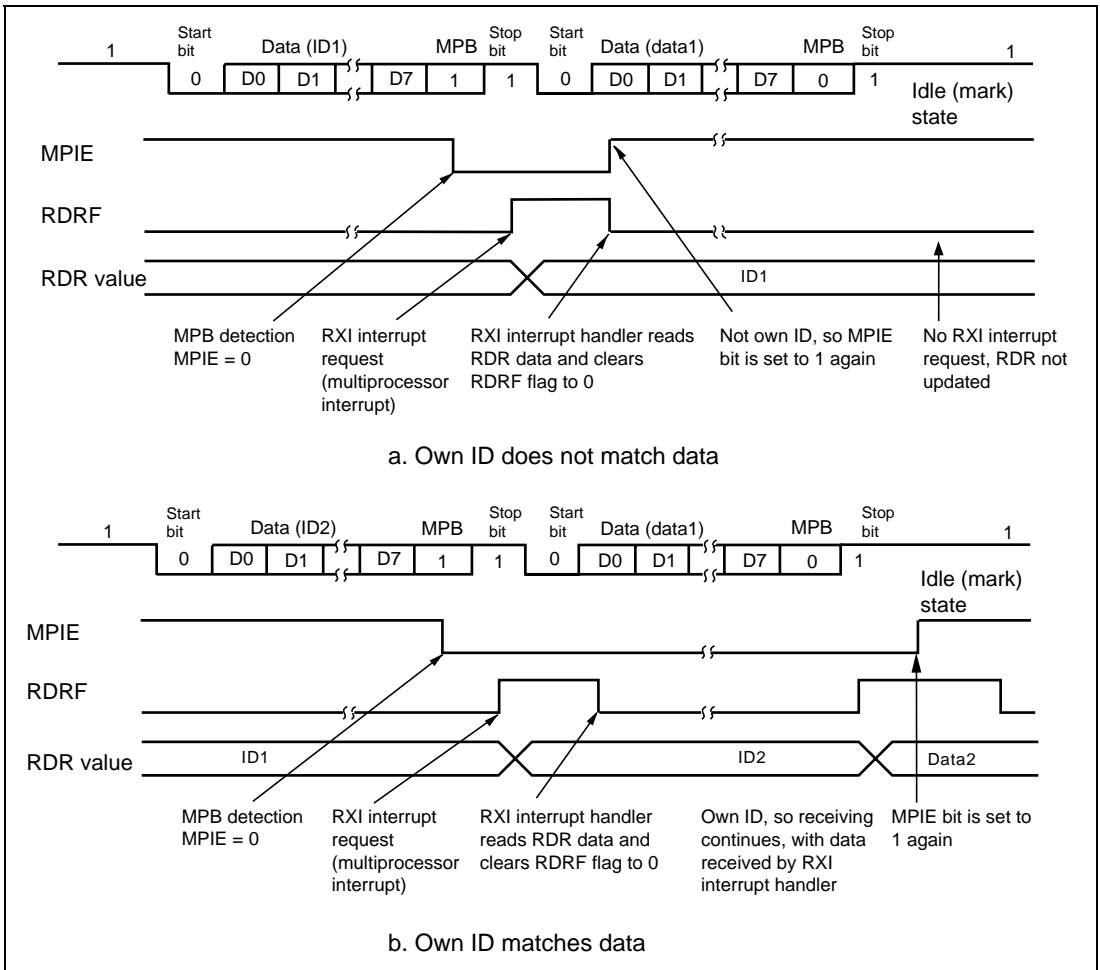 Start bit Data (ID1) MPB Stop bit Start bit Data (data1) MPB Stop bit
1 0 D0 D1 D7 1 1 0 D0 D1 D7 0 1 1
Idle (mark) state
MPIE
RDRF
RDR value ID1
MPB detection
MPIE = 0
RXI interrupt
request
(multiprocessor
interrupt)
RXI interrupt handler reads
RDR data and clears
RDRF flag to 0
Not own ID, so MPIE
bit is set to 1 again
No RXI interrupt
request, RDR not
updated
a. Own ID does not match data
Start bit Data (ID2) MPB Stop bit Start bit Data (data1) MPB Stop bit
1 0 D0 D1 D7 1 1 0 D0 D1 D7 0 1 1
Idle (mark) state
MPIE
RDRF
RDR value ID1 ID2 Data2
MPB detection
MPIE = 0
RXI interrupt
request
(multiprocessor
interrupt)
RXI interrupt handler
reads RDR data and
clears RDRF flag to 0
Own ID, so receiving
continues, with data
received by RXI
interrupt handler
MPIE bit is set to
1 again
b. Own ID matches data